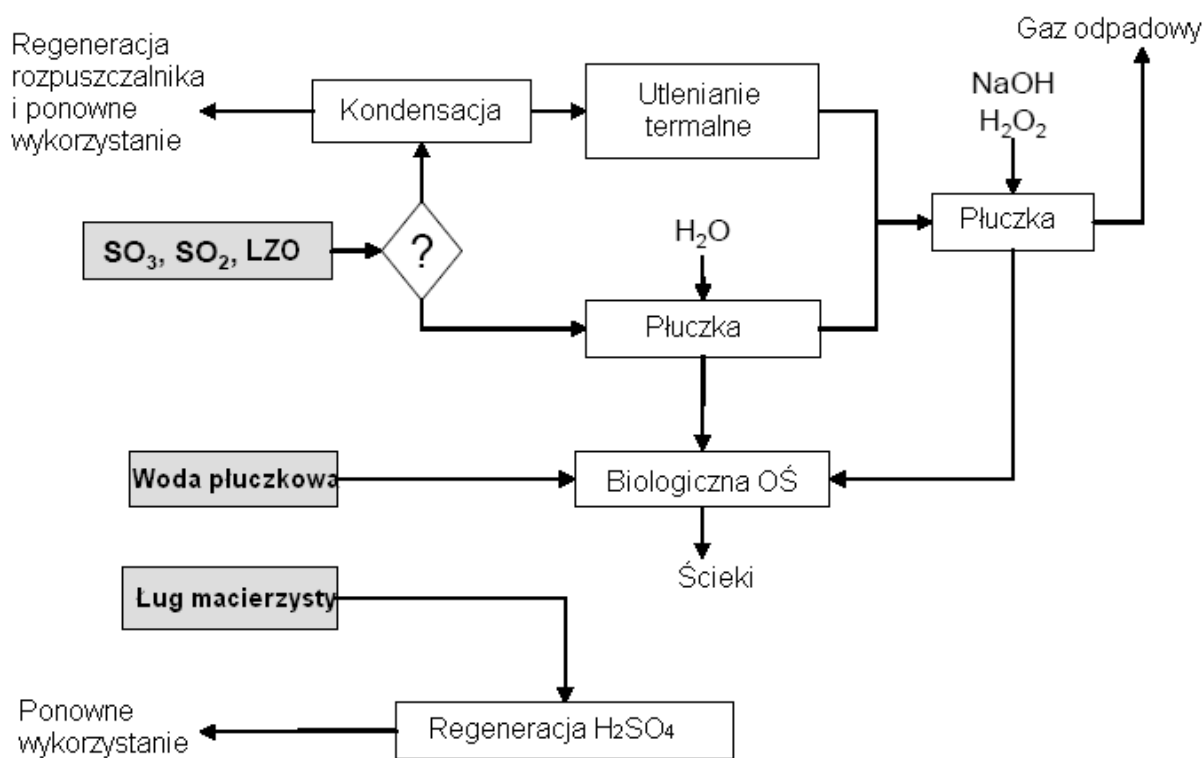 Gaz odpadowy
Regeneracja
rozpuszczalnika
i ponowne
wykorzystanie
Kondensacja
Utlenianie
termalne
NaOH
H₂O₂
Płuczka
SO₃, SO₂, LZO
?
H₂O
Płuczka
Woda płuczkowa
Biologiczna OŚ
Ścieki
Ług macierzysty
Ponowne
wykorzystanie
Regeneracja H₂SO₄